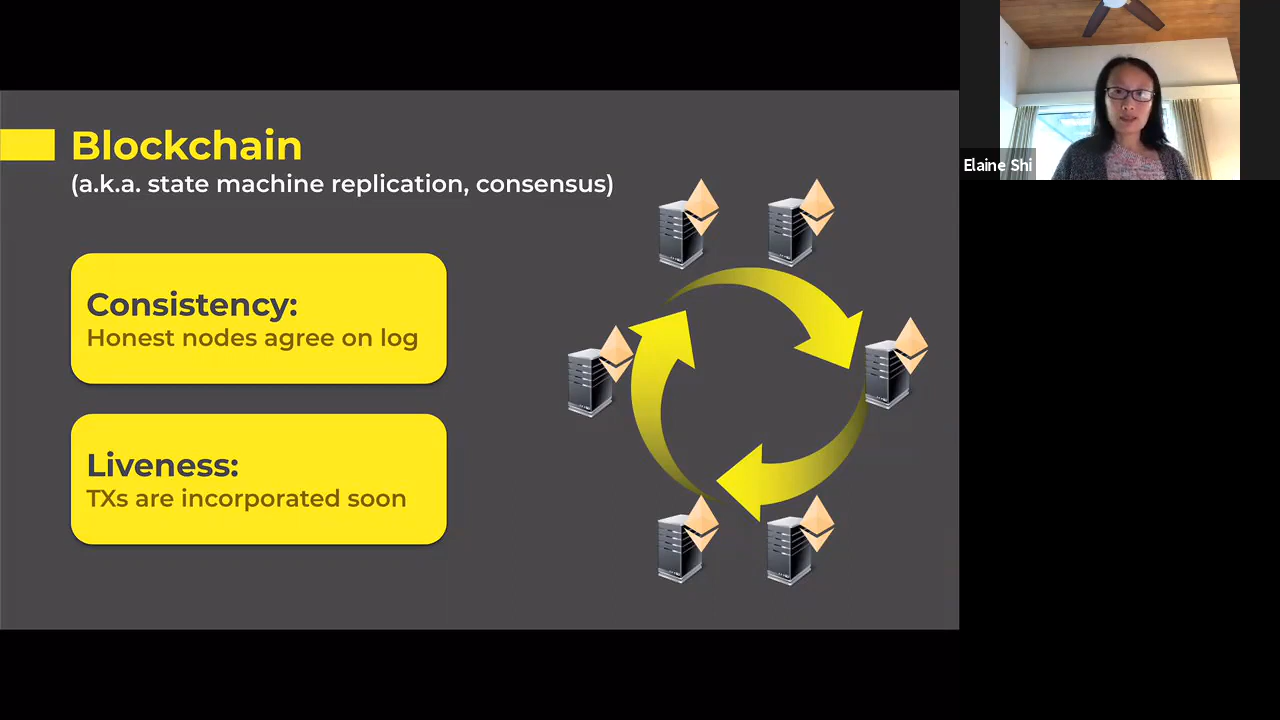 Blockchain
(a.k.a. state machine replication, consensus)
Consistency:
Honest nodes agree on log
Liveness:
TXs are incorporated soon
Elaine Shi